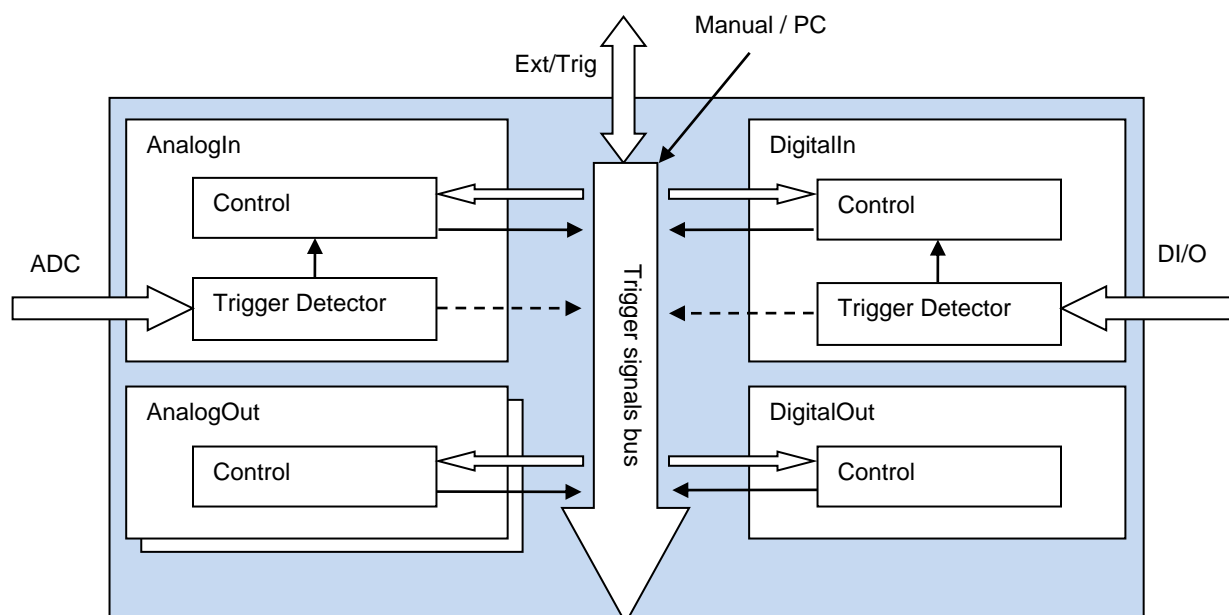 Manual / PC
Ext/Trig
AnalogIn
DigitalIn
Control
Control
ADC
DI/O
Trigger Detector
Trigger Detector
Trigger signals bus
AnalogOut
DigitalOut
Control
Control